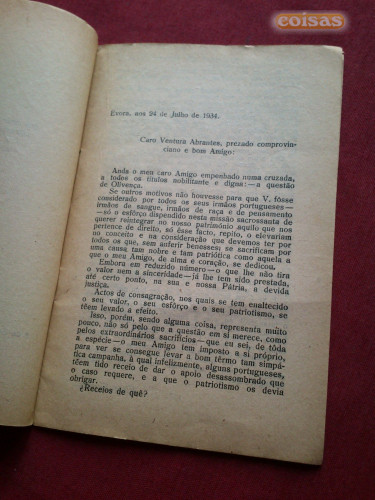 coisas
Evora, aos 24 de Julho de 1934.
Caro Ventura Abrantes, prezado comprovin-
ciano e bom Amigo:
Anda o meu caro Amigo empenhado numa cruzada,
a todos os títulos nobilitante e digna:—a questão
de Olivença.
Se outros motivos não houvesse para que V. fôsse
considerado por todos os seus irmãos portugueses—
irmãos de sangue, irmãos de raça e de pensamento
—só o esforço dispendido nesta missão sacrosanta de
querer reintegrar no nosso património aquilo que nos
pertence de direito, só êsse facto, repito, o elevariam
no conceito e na consideração que devemos ter por
todos os que, sem auferir benesses; se sacrificam por
uma causa tam nobre e tam patriótica como aquela a
que o meu Amigo, de alma e coração, se dedicou.
Embora em reduzido número—o que lhe não tira
o valor nem a sinceridade—já lhe tem sido prestada,
até certo ponto, na sua e nossa Pátria, a devida
justiça.
Actos de consagração, nos quais se tem enaltecido
o seu valor, o seu esfôrço e o seu patriotismo, se
têem levado a efeito.
Isso, porém, sendo alguma coisa, representa muito
pouco, não só pelo que a questão em si merece, como
pelos extraordinários sacrifícios—que eu sei, de tôda
a espécie—o meu Amigo tem imposto a si próprio,
para ver se consegue levar a bom têrmo tam simpá-
tica campanha, à qual infelizmente, alguns portugueses,
têem tido receio de dar o apoio desassombrado que
o caso requere, e a que o patriotismo os devia
obrigar.
¿Receios de quê?